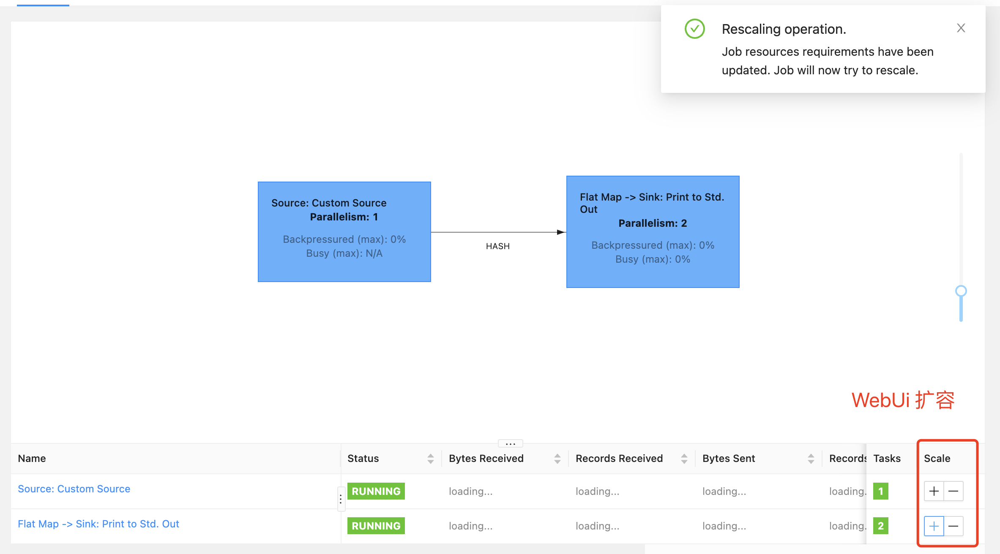 Rescaling operation.
Job resources requirements have been
updated. Job will now try to rescale.
Source: Custom Source
Parallelism: 1
Backpressured (max): 0%
Busy (max): N/A
HASH
Flat Map -> Sink: Print to Std.
Out
Parallelism: 2
Backpressured (max): 0%
Busy (max): 0%
WebUi 扩容
Name Status Bytes Received Records Received Bytes Sent Records Tasks Scale
Source: Custom Source RUNNING loading... loading... loading... loading. 1 + −
Flat Map -> Sink: Print to Std. Out RUNNING loading... loading... loading... loading. 2 + −